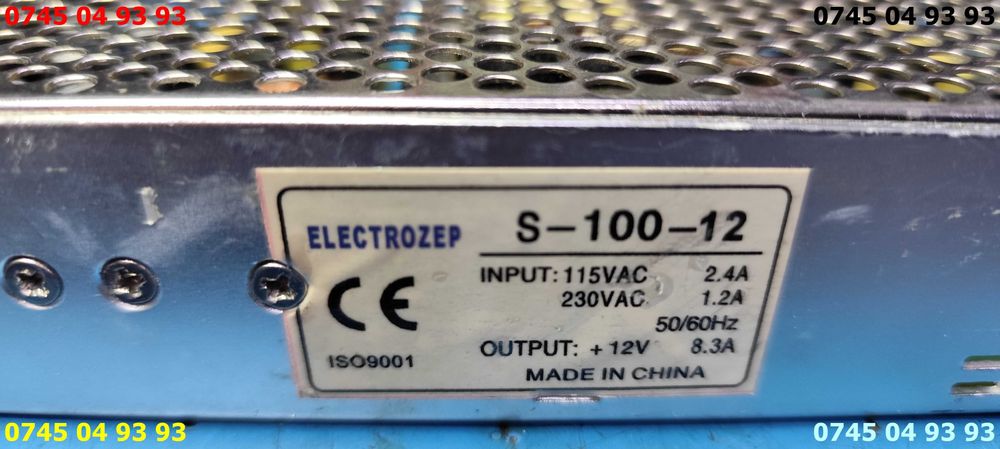 0745 04 93 93
0745 04 93 93
ELECTROZEP
S-100-12
INPUT: 115VAC 2.4A
230VAC 1.2A
50/60Hz
OUTPUT: +12V 8.3A
MADE IN CHINA
CE
ISO9001
0745 04 93 93
0745 04 93 93